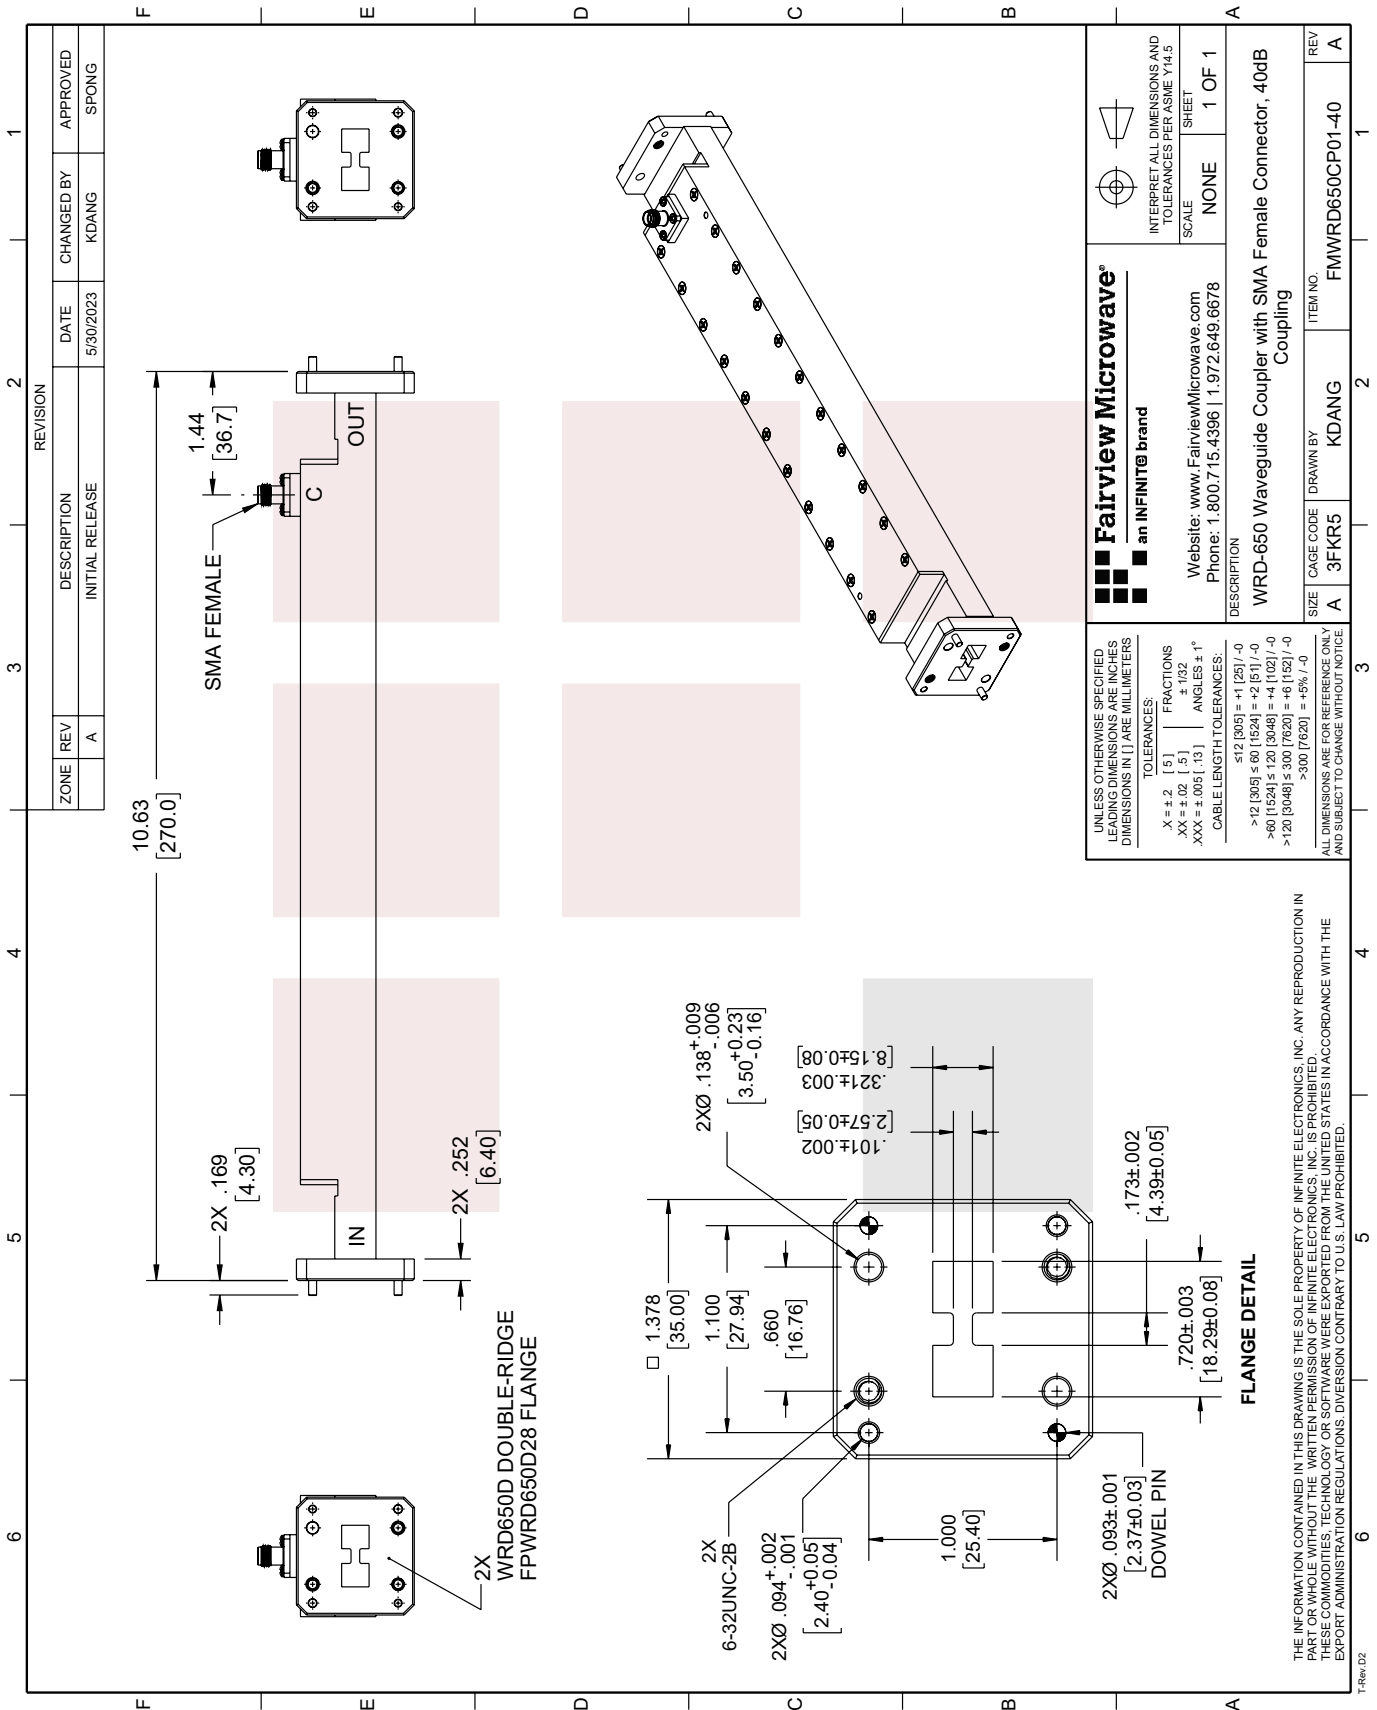 REVISION
ZONE REV DESCRIPTION DATE CHANGED BY APPROVED
A INITIAL RELEASE 5/30/2023 KDANG SPONG
6 5 4 3 2 1
F
E
D
C
B
A
F
E
D
C
B
A
10.63
[270.0]
1.44
[36.7]
2X .169
[4.30]
SMA FEMALE
C
IN
OUT
2X .252
[6.40]
2X
WRD650D DOUBLE-RIDGE
FPWRD650D28 FLANGE
□ 1.378
[35.00]
1.100
[27.94]
.660
[16.76]
2XØ .138 +.009 -.006
[3.50 +0.23 -0.16]
2X
6-32UNC-2B
2XØ .094 +.002 -.001
[2.40 +0.05 -0.04]
.101±.002
[2.57±0.05]
.321±.003
[8.15±0.08]
1.000
[25.40]
2XØ .093±.001
[2.37±0.03]
DOWEL PIN
.173±.002
[4.39±0.05]
.720±.003
[18.29±0.08]
FLANGE DETAIL
THE INFORMATION CONTAINED IN THIS DRAWING IS THE SOLE PROPERTY OF INFINITE ELECTRONICS, INC. ANY REPRODUCTION IN
PART OR WHOLE WITHOUT THE WRITTEN PERMISSION OF INFINITE ELECTRONICS, INC. IS PROHIBITED.
THESE COMMODITIES, TECHNOLOGY OR SOFTWARE WERE EXPORTED FROM THE UNITED STATES IN ACCORDANCE WITH THE
EXPORT ADMINISTRATION REGULATIONS. DIVERSION CONTRARY TO U.S. LAW PROHIBITED.
UNLESS OTHERWISE SPECIFIED
LEADING DIMENSIONS ARE INCHES
DIMENSIONS IN [ ] ARE MILLIMETERS
TOLERANCES:
.X = ±.2 [ 5 ] FRACTIONS
.XX = ±.02 [ .5 ] ± 1/32
.XXX = ±.005 [ .13 ] ANGLES ± 1°
CABLE LENGTH TOLERANCES:
≤12 [305] = +1 [25] / -0
>12 [305] ≤ 60 [1524] = +2 [51] / -0
>60 [1524] ≤ 120 [3048] = +4 [102] / -0
>120 [3048] ≤ 300 [7620] = +6 [152] / -0
>300 [7620] = +5% / -0
ALL DIMENSIONS ARE FOR REFERENCE ONLY
AND SUBJECT TO CHANGE WITHOUT NOTICE.
Fairview Microwave®
an INFINIT℮ brand
Website: www.FairviewMicrowave.com
Phone: 1.800.715.4396 | 1.972.649.6678
INTERPRET ALL DIMENSIONS AND
TOLERANCES PER ASME Y14.5
SCALE NONE SHEET 1 OF 1
DESCRIPTION
WRD-650 Waveguide Coupler with SMA Female Connector, 40dB
Coupling
SIZE A CAGE CODE 3FKR5 DRAWN BY KDANG ITEM NO. FMWRD650CP01-40 REV A
6 5 4 3 2 1
T-Rev.D2